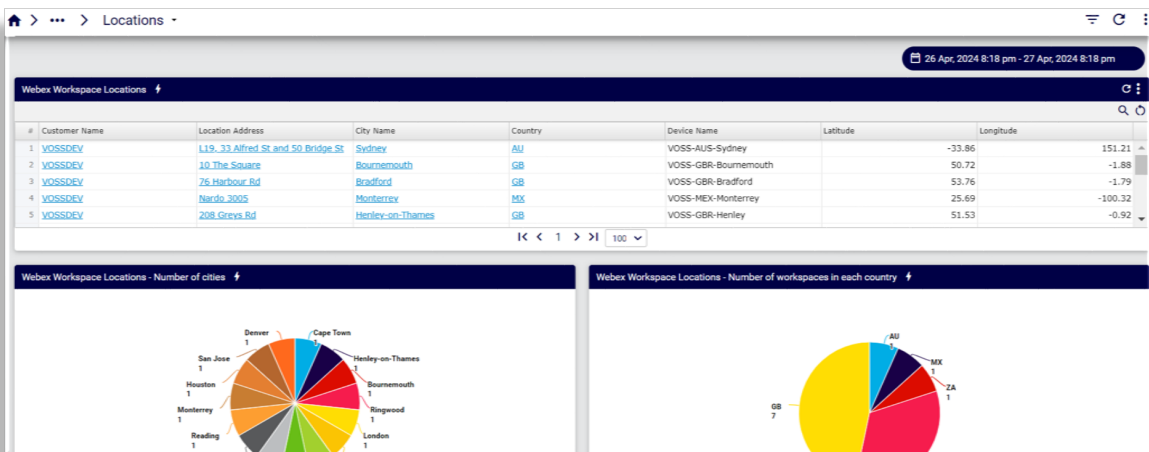 Locations
26 Apr, 2024 8:18 pm - 27 Apr, 2024 8:18 pm
Webex Workspace Locations
# Customer Name Location Address City Name Country Device Name Latitude Longitude
1 VOSSDEV L19, 33 Alfred St and 50 Bridge St Sydney AU VOSS-AUS-Sydney -33.86 151.21
2 VOSSDEV 10 The Square Bournemouth GB VOSS-GBR-Bournemouth 50.72 -1.88
3 VOSSDEV 76 Harbour Rd Bradford GB VOSS-GBR-Bradford 53.76 -1.79
4 VOSSDEV Nardo 3005 Monterrey MX VOSS-MEX-Monterrey 25.69 -100.32
5 VOSSDEV 208 Greys Rd Henley-on-Thames GB VOSS-GBR-Henley 51.53 -0.92
1 100
Webex Workspace Locations - Number of cities
Denver
1
Cape Town
1
San Jose
1
Henley-on-Thames
1
Houston
1
Bournemouth
1
Monterrey
1
Ringwood
1
Reading
1
London
1
Webex Workspace Locations - Number of workspaces in each country
AU
1
MX
1
ZA
1
GB
7